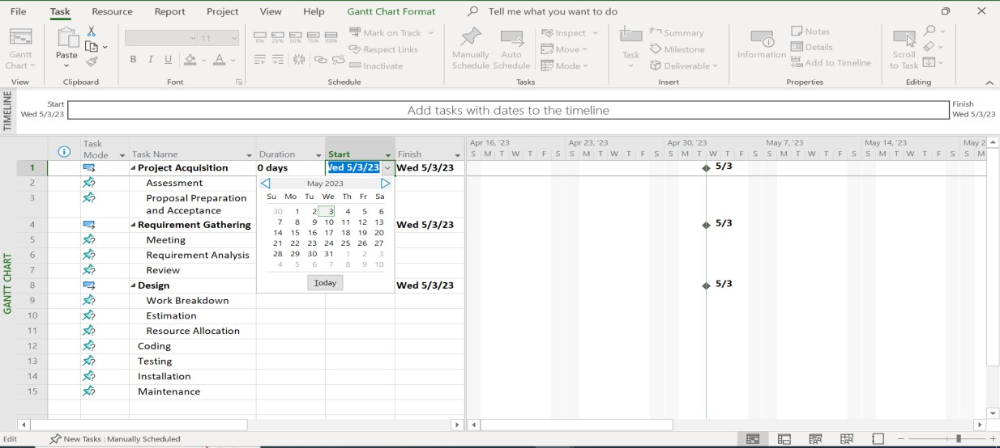 File Task Resource Report Project View Help Gantt Chart Format Tell me what you want to do
Gantt Chart
View
Paste
Clipboard
11
B I U A
Font
0% 25% 50% 75% 100%
Mark on Track
Respect Links
Inactivate
Schedule
Manually Schedule
Auto Schedule
Inspect
Move
Mode
Tasks
Task
Summary
Milestone
Deliverable
Insert
Information
Notes
Details
Add to Timeline
Properties
Scroll to Task
Editing
TIMELINE
Start
Wed 5/3/23
Add tasks with dates to the timeline
Finish
Wed 5/3/23
Task Mode Task Name Duration Start Finish
Apr 16, '23 Apr 23, '23 Apr 30, '23 May 7, '23 May 14, '23 May 2
S M T W T F S S M T W T F S S M T W T F S S M T W T F S S M T W T F S S M
GANTT CHART
1 Project Acquisition 0 days Wed 5/3/23 Wed 5/3/23 5/3
2 Assessment
3 Proposal Preparation
and Acceptance
4 Requirement Gathering Wed 5/3/23 5/3
5 Meeting
6 Requirement Analysis
7 Review
8 Design Wed 5/3/23 5/3
9 Work Breakdown
10 Estimation
11 Resource Allocation
12 Coding
13 Testing
14 Installation
15 Maintenance
May 2023
Su Mo Tu We Th Fr Sa
30 1 2 3 4 5 6
7 8 9 10 11 12 13
14 15 16 17 18 19 20
21 22 23 24 25 26 27
28 29 30 31 1 2 3
4 5 6 7 8 9 10
Today
Edit New Tasks : Manually Scheduled